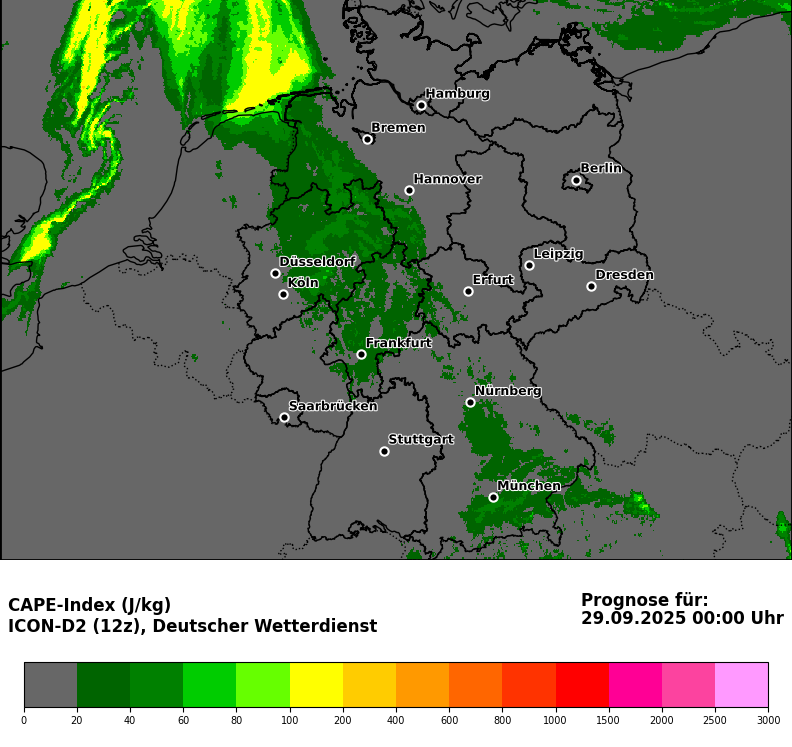 Hamburg
Bremen
Berlin
Hannover
Leipzig
Düsseldorf
Dresden
Köln
Erfurt
Frankfurt
Nürnberg
Saarbrücken
Stuttgart
München
CAPE-Index (J/kg)
ICON-D2 (12z), Deutscher Wetterdienst
Prognose für:
29.09.2025 00:00 Uhr
0 20 40 60 80 100 200 400 600 800 1000 1500 2000 2500 3000